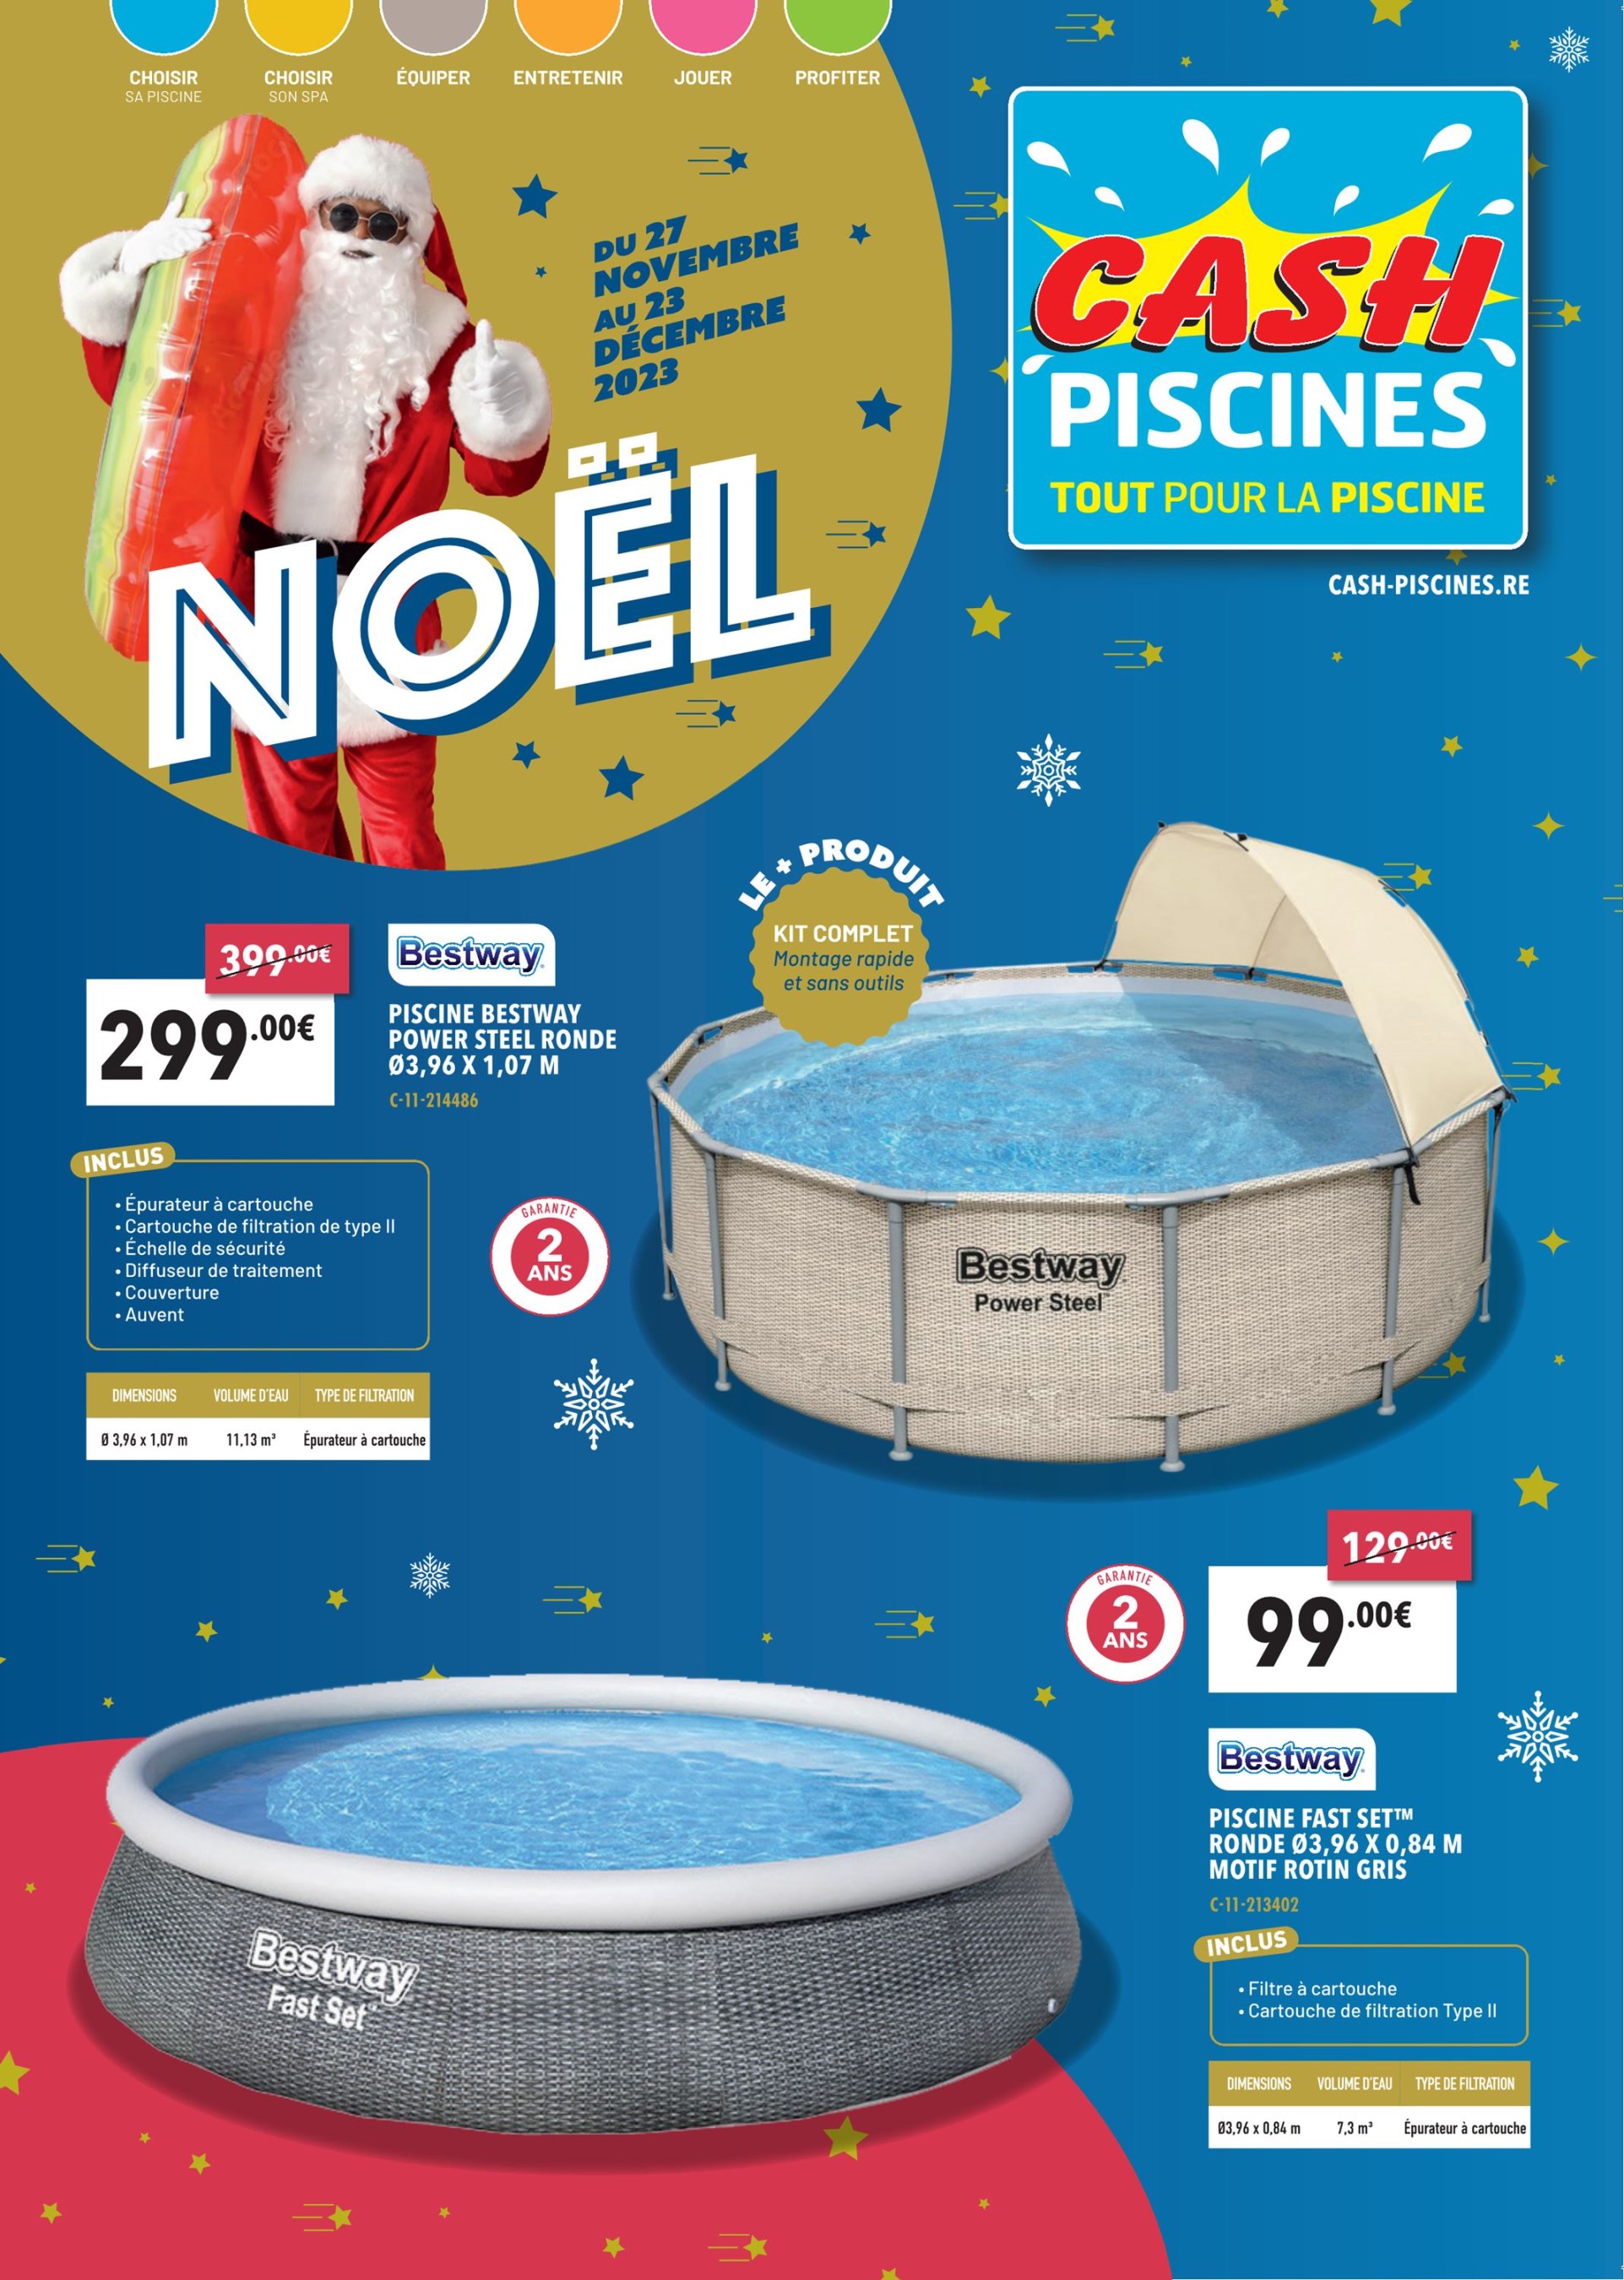 CHOISIR
SA PISCINE
CHOISIR
SON SPA
ÉQUIPER
ENTRETENIR
JOUER
PROFITER
DU 27
NOVEMBRE
AU 23
DÉCEMBRE
2023
NOËL
CASH
PISCINES
TOUT POUR LA PISCINE
CASH-PISCINES.RE
LE + PRODUIT
KIT COMPLET
Montage rapide
et sans outils
399.00€
299.00€
Bestway
PISCINE BESTWAY
POWER STEEL RONDE
Ø3,96 X 1,07 M
C-11-214486
INCLUS
• Épurateur à cartouche
• Cartouche de filtration de type II
• Échelle de sécurité
• Diffuseur de traitement
• Couverture
• Auvent
GARANTIE
2
ANS
Bestway
Power Steel
DIMENSIONS VOLUME D'EAU TYPE DE FILTRATION
Ø 3,96 x 1,07 m 11,13 m³ Épurateur à cartouche
129.00€
99.00€
GARANTIE
2
ANS
Bestway
PISCINE FAST SET™
RONDE Ø3,96 X 0,84 M
MOTIF ROTIN GRIS
C-11-213402
INCLUS
• Filtre à cartouche
• Cartouche de filtration Type II
DIMENSIONS VOLUME D'EAU TYPE DE FILTRATION
Ø3,96 x 0,84 m 7,3 m³ Épurateur à cartouche
Bestway
Fast Set™